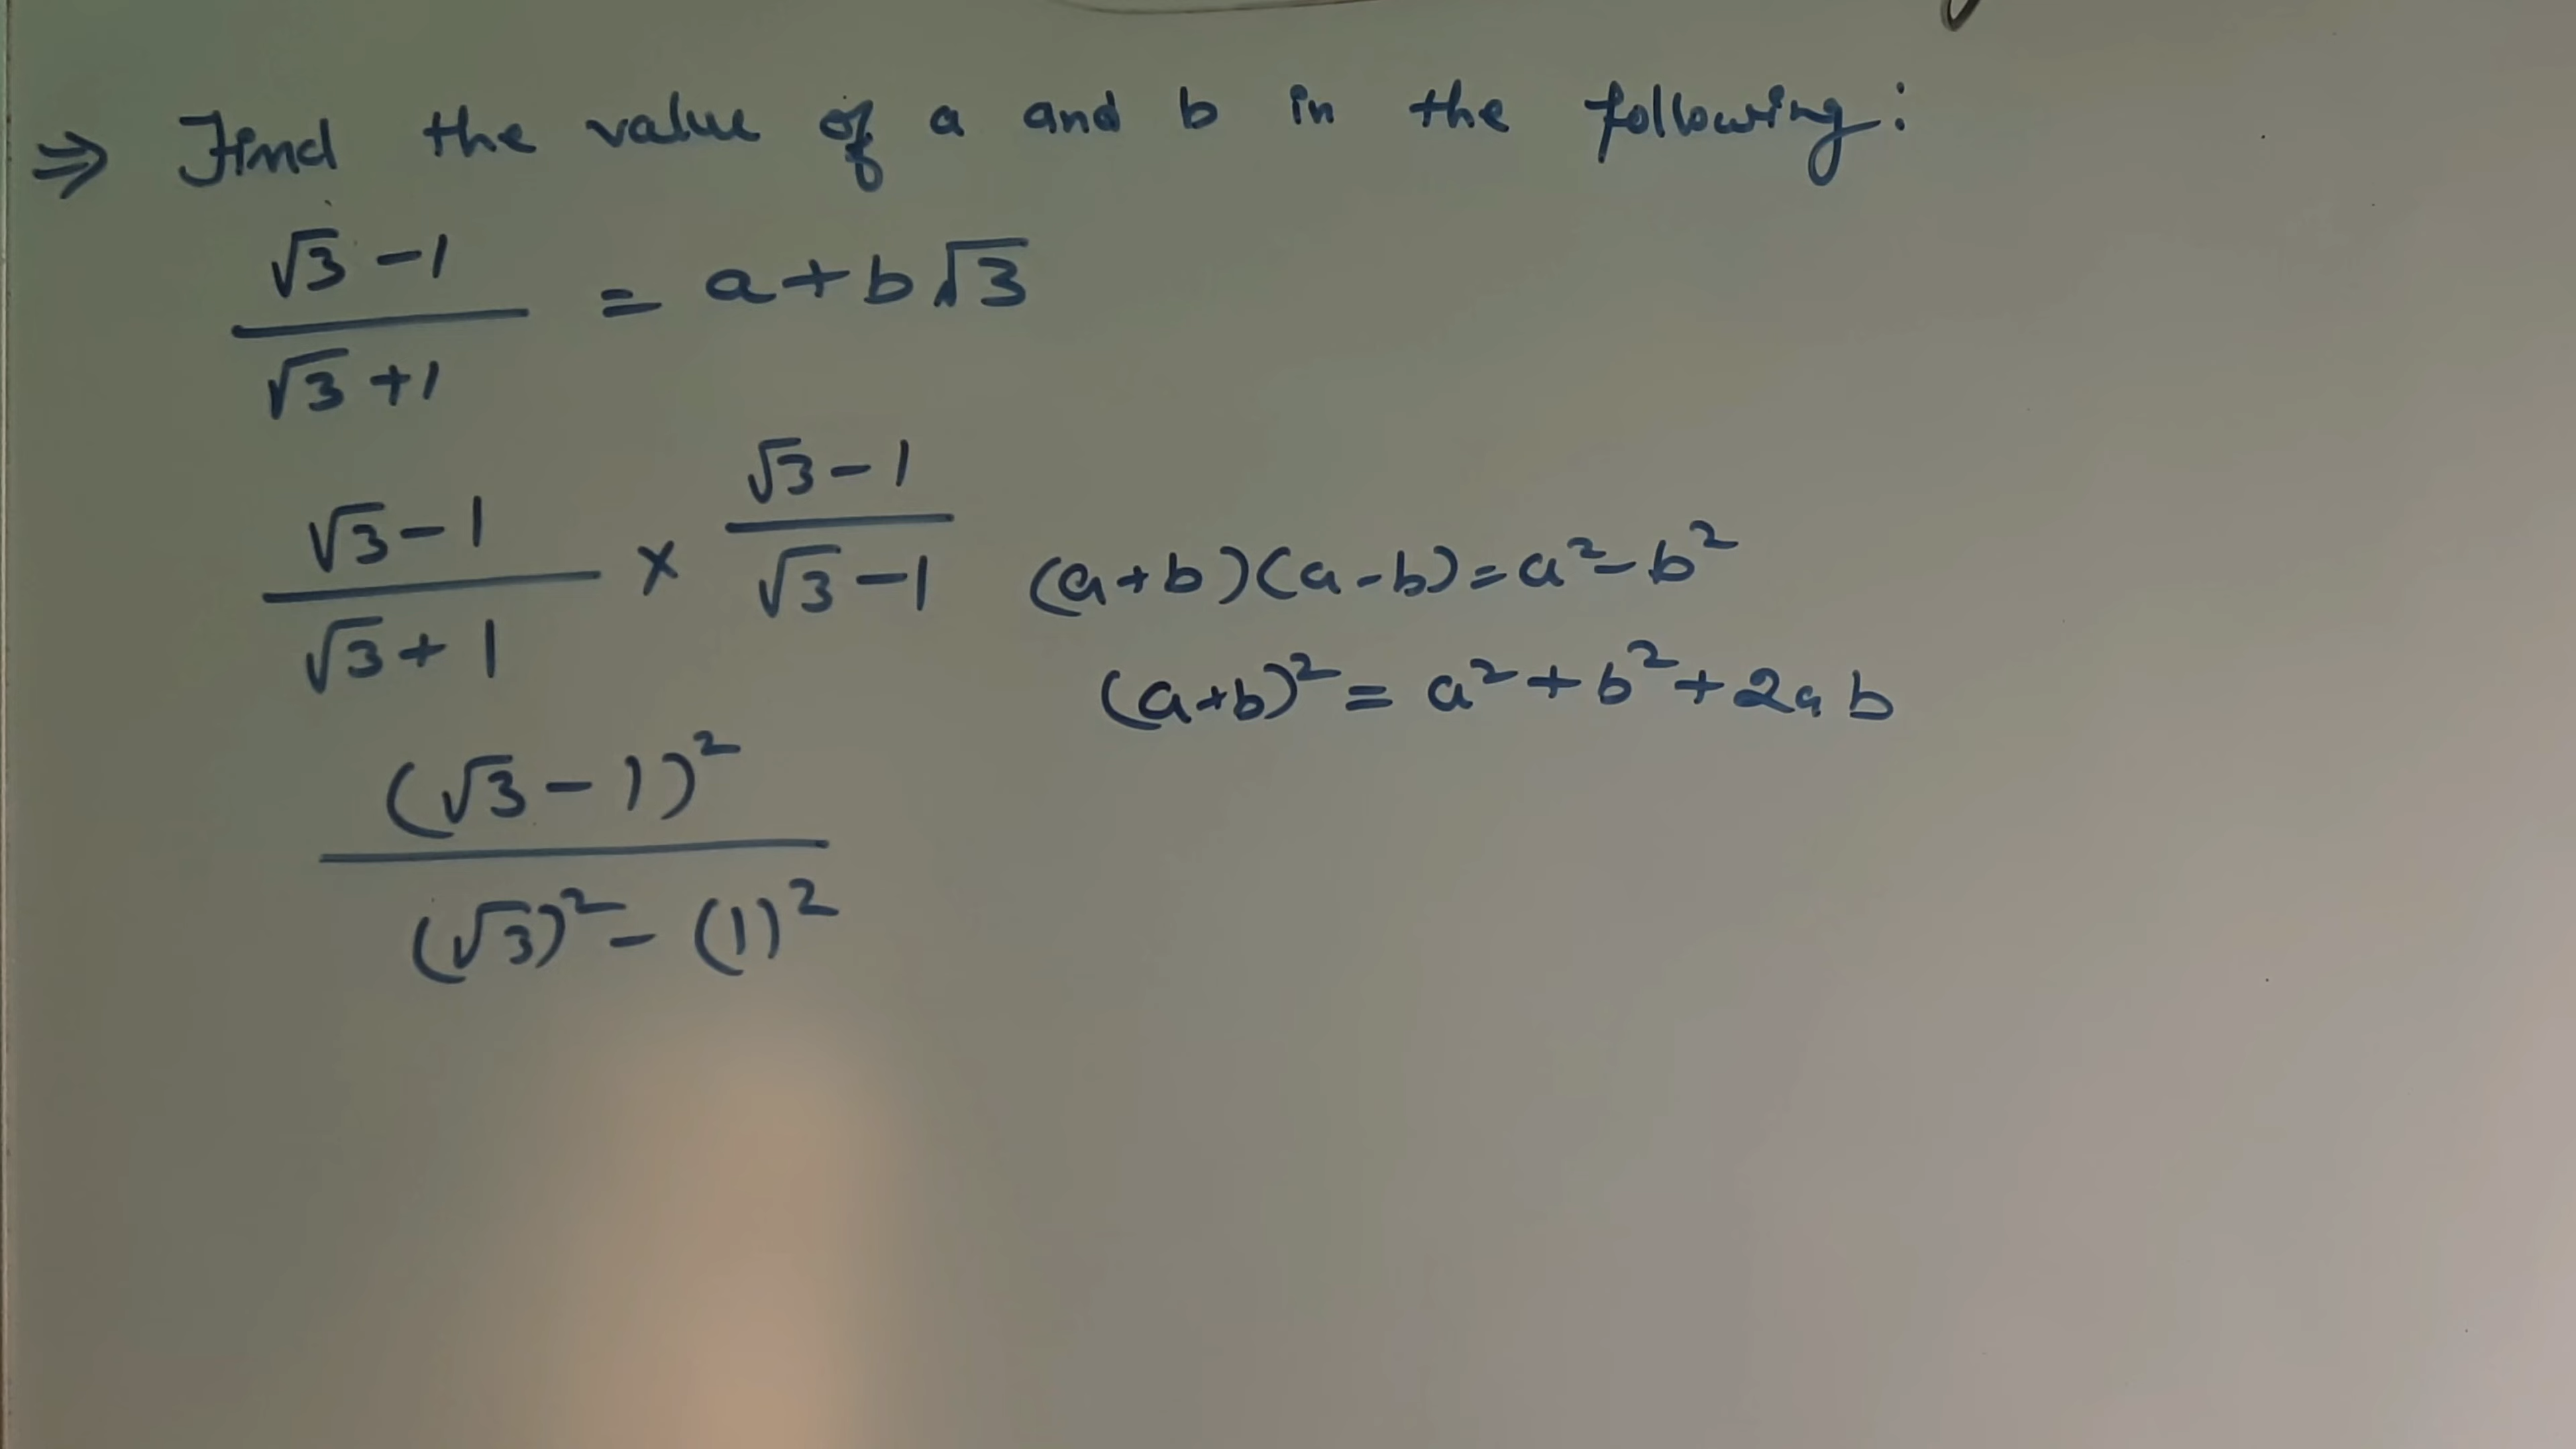 ⇒ Find the value of a and b in the following:
√3 - 1
―――― = a + b√3
√3 + 1
√3 - 1 / √3 + 1 × √3 - 1 / √3 - 1
(a+b)(a-b) = a² - b²
(a+b)² = a² + b² + 2ab
(√3 - 1)²
――――
(√3)² - (1)²